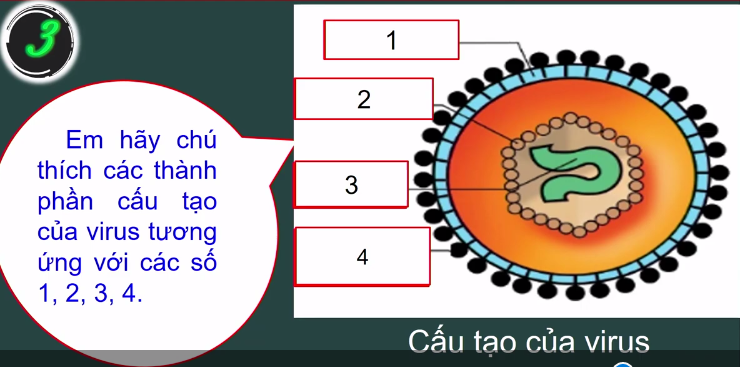 3
1
2
3
4
Em hãy chú
thích các thành
phần cấu tạo
của virus tương
ứng với các số
1, 2, 3, 4.
Cấu tạo của virus